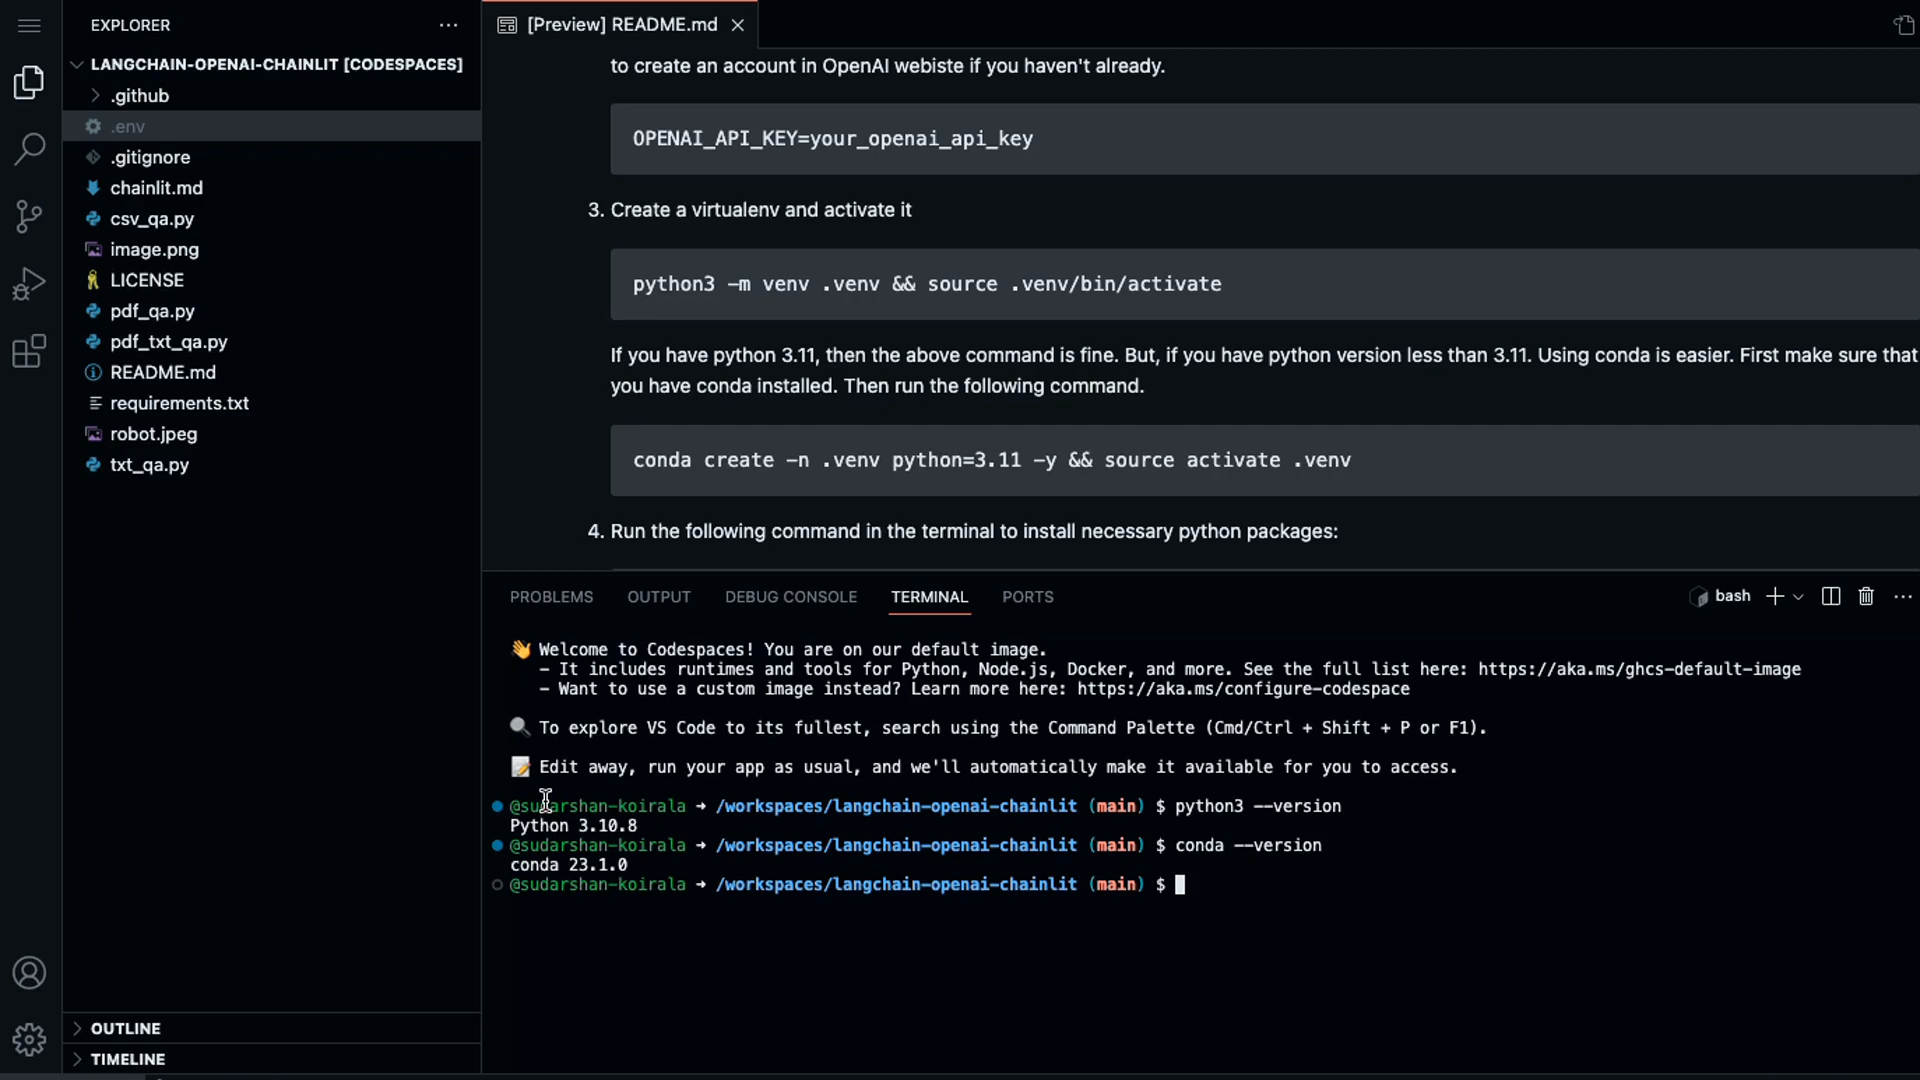 EXPLORER
LANGCHAIN-OPENAI-CHAINLIT [CODESPACES]
.github
.env
.gitignore
chainlit.md
csv_qa.py
image.png
LICENSE
pdf_qa.py
pdf_txt_qa.py
README.md
requirements.txt
robot.jpeg
txt_qa.py
OUTLINE
TIMELINE
[Preview] README.md
to create an account in OpenAI webiste if you haven't already.
OPENAI_API_KEY=your_openai_api_key
3. Create a virtualenv and activate it
python3 -m venv .venv && source .venv/bin/activate
If you have python 3.11, then the above command is fine. But, if you have python version less than 3.11. Using conda is easier. First make sure that
you have conda installed. Then run the following command.
conda create -n .venv python=3.11 -y && source activate .venv
4. Run the following command in the terminal to install necessary python packages:
PROBLEMS OUTPUT DEBUG CONSOLE TERMINAL PORTS
bash
👋 Welcome to Codespaces! You are on our default image.
- It includes runtimes and tools for Python, Node.js, Docker, and more. See the full list here: https://aka.ms/ghcs-default-image
- Want to use a custom image instead? Learn more here: https://aka.ms/configure-codespace
🔍 To explore VS Code to its fullest, search using the Command Palette (Cmd/Ctrl + Shift + P or F1).
📝 Edit away, run your app as usual, and we'll automatically make it available for you to access.
@sudarshan-koirala → /workspaces/langchain-openai-chainlit (main) $ python3 --version
Python 3.10.8
@sudarshan-koirala → /workspaces/langchain-openai-chainlit (main) $ conda --version
conda 23.1.0
@sudarshan-koirala → /workspaces/langchain-openai-chainlit (main) $